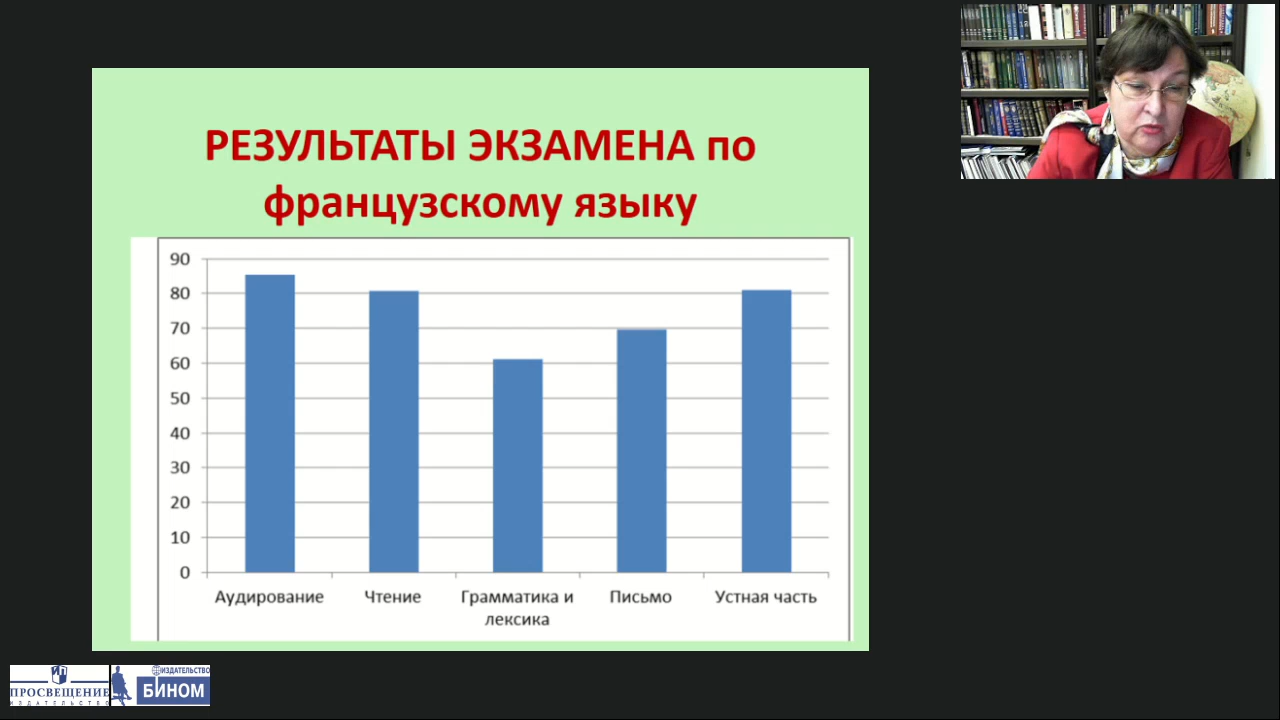 РЕЗУЛЬТАТЫ ЭКЗАМЕНА по
французскому языку
90
80
70
60
50
40
30
20
10
0
Аудирование
Чтение
Грамматика и
лексика
Письмо
Устная часть
ПРОСВЕЩЕНИЕ
ИЗДАТЕЛЬСТВО
ИЗДАТЕЛЬСТВО
БИНОМ